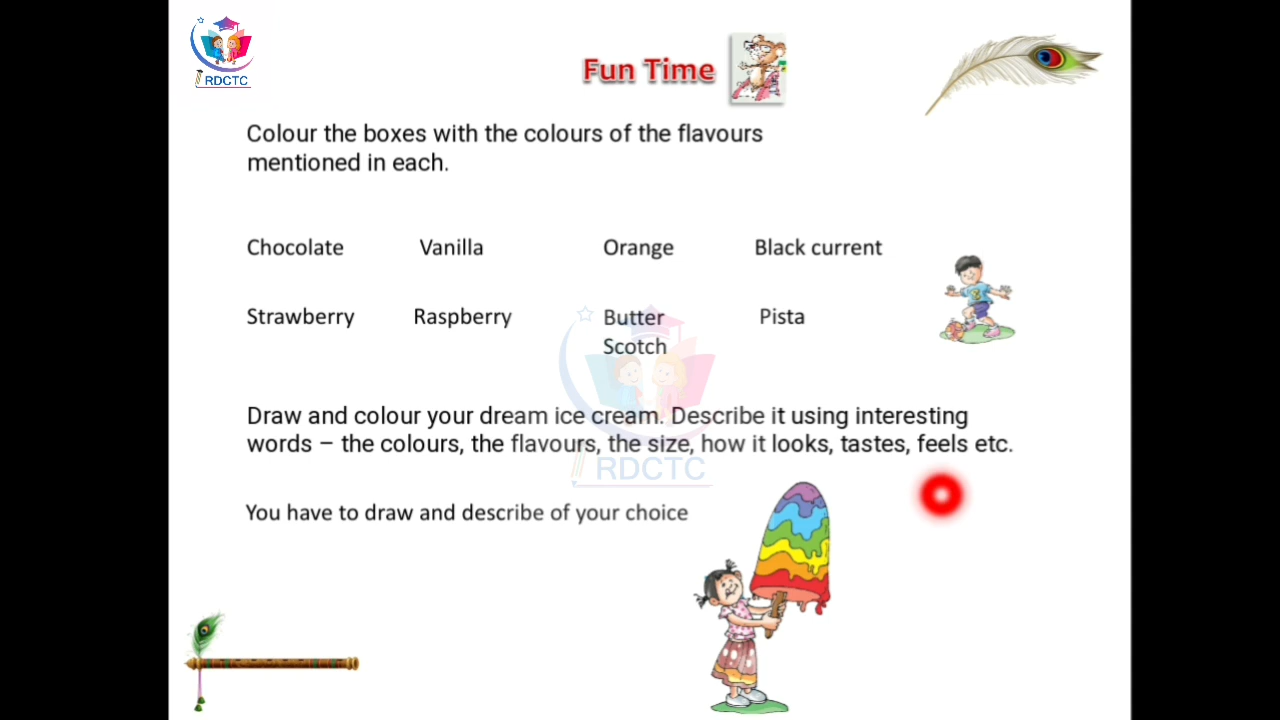 RDCTC
Fun Time
Colour the boxes with the colours of the flavours
mentioned in each.
Chocolate Vanilla Orange Black current
Strawberry Raspberry Butter Pista
Scotch
Draw and colour your dream ice cream. Describe it using interesting
words – the colours, the flavours, the size, how it looks, tastes, feels etc.
RDCTC
You have to draw and describe of your choice